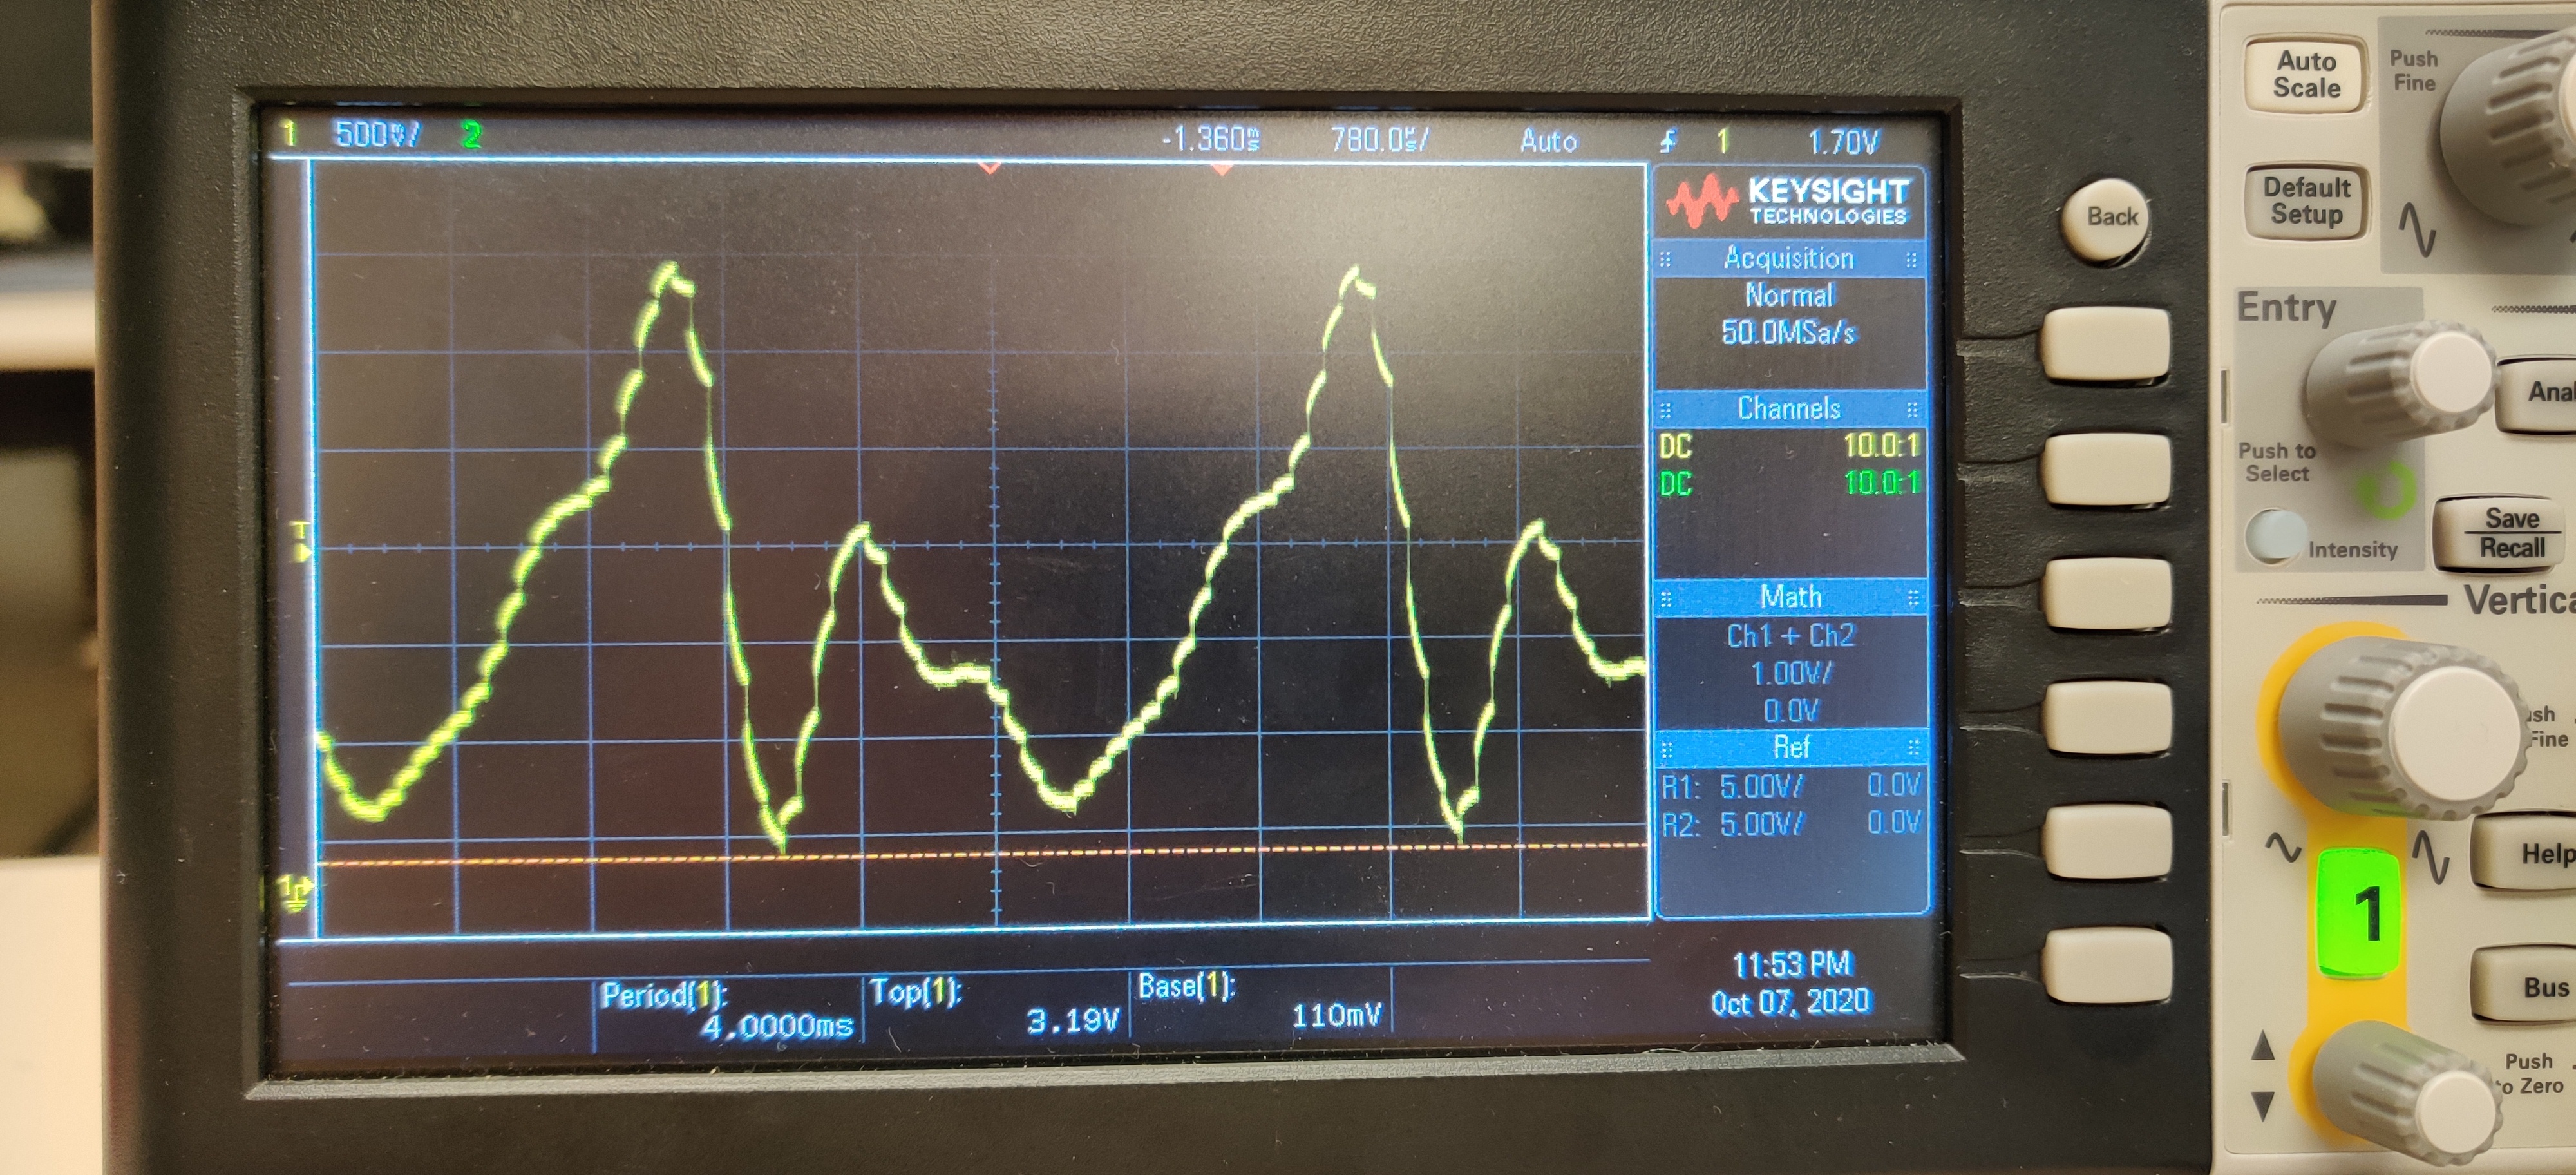 1 500mV/ 2 -1.360ms 780.0us/ Auto 1 1.70V
KEYSIGHT
TECHNOLOGIES
Acquisition
Normal
50.0MSa/s
Channels
DC 10.0:1
DC 10.0:1
Math
Ch1 + Ch2
1.00V/
0.0V
Ref
R1: 5.00V/ 0.0V
R2: 5.00V/ 0.0V
T
1
Period(1):
4.0000ms
Top(1):
3.19V
Base(1):
110mV
11:53 PM
Oct 07, 2020
Back
Auto
Scale
Push
Fine
Default
Setup
Entry
Push to
Select
Intensity
Save
Recall
Help
1
Bus
Push
to Zero